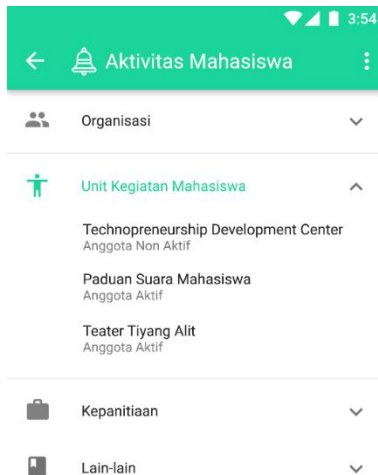 3:54
Aktivitas Mahasiswa
Organisasi
Unit Kegiatan Mahasiswa
Technopreneurship Development Center
Anggota Non Aktif
Paduan Suara Mahasiswa
Anggota Aktif
Teater Tiyang Alit
Anggota Aktif
Kepanitiaan
Lain-lain